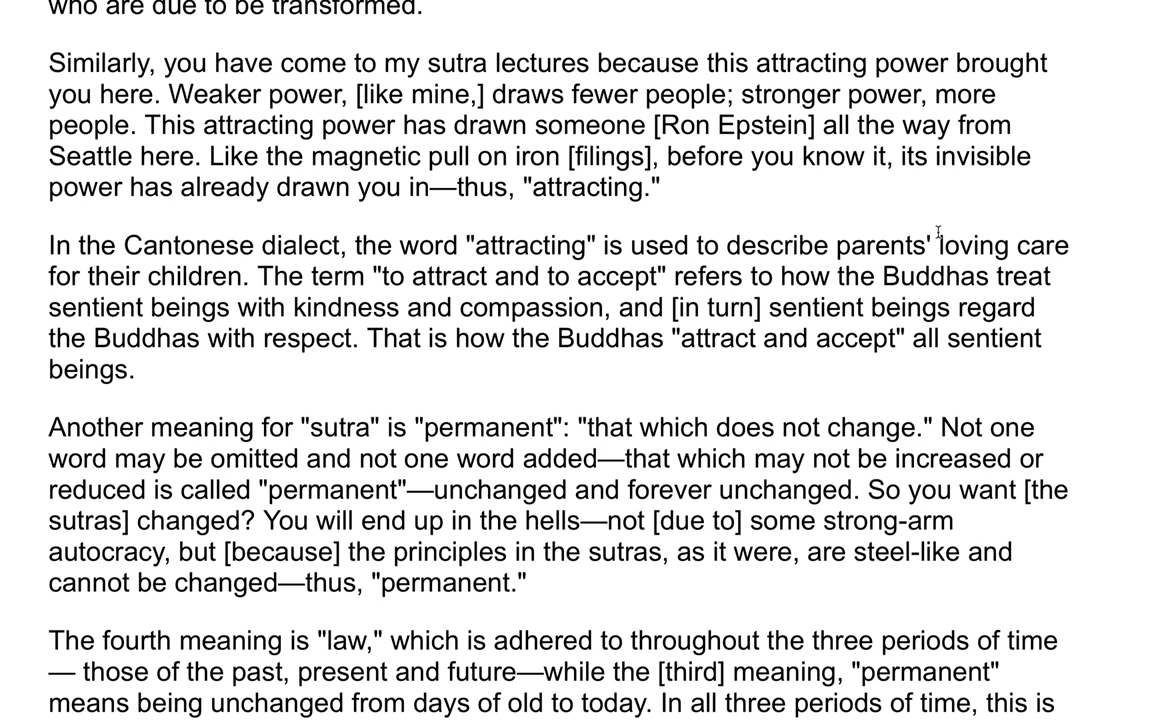 who are due to be transformed.
Similarly, you have come to my sutra lectures because this attracting power brought
you here. Weaker power, [like mine,] draws fewer people; stronger power, more
people. This attracting power has drawn someone [Ron Epstein] all the way from
Seattle here. Like the magnetic pull on iron [filings], before you know it, its invisible
power has already drawn you in—thus, "attracting."
In the Cantonese dialect, the word "attracting" is used to describe parents' loving care
for their children. The term "to attract and to accept" refers to how the Buddhas treat
sentient beings with kindness and compassion, and [in turn] sentient beings regard
the Buddhas with respect. That is how the Buddhas "attract and accept" all sentient
beings.
Another meaning for "sutra" is "permanent": "that which does not change." Not one
word may be omitted and not one word added—that which may not be increased or
reduced is called "permanent"—unchanged and forever unchanged. So you want [the
sutras] changed? You will end up in the hells—not [due to] some strong-arm
autocracy, but [because] the principles in the sutras, as it were, are steel-like and
cannot be changed—thus, "permanent."
The fourth meaning is "law," which is adhered to throughout the three periods of time
— those of the past, present and future—while the [third] meaning, "permanent"
means being unchanged from days of old to today. In all three periods of time, this is